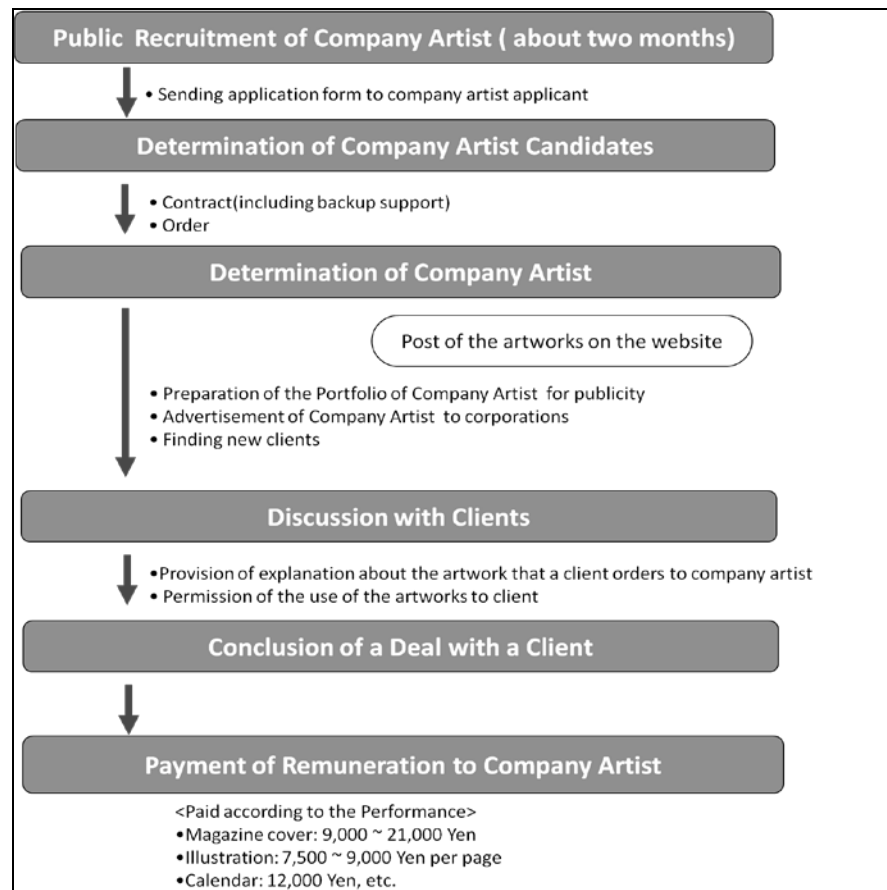 Public Recruitment of Company Artist ( about two months)
• Sending application form to company artist applicant
Determination of Company Artist Candidates
• Contract(including backup support)
• Order
Determination of Company Artist
Post of the artworks on the website
• Preparation of the Portfolio of Company Artist for publicity
• Advertisement of Company Artist to corporations
• Finding new clients
Discussion with Clients
•Provision of explanation about the artwork that a client orders to company artist
• Permission of the use of the artworks to client
Conclusion of a Deal with a Client
Payment of Remuneration to Company Artist
<Paid according to the Performance>
•Magazine cover: 9,000 ~ 21,000 Yen
•Illustration: 7,500 ~ 9,000 Yen per page
•Calendar: 12,000 Yen, etc.